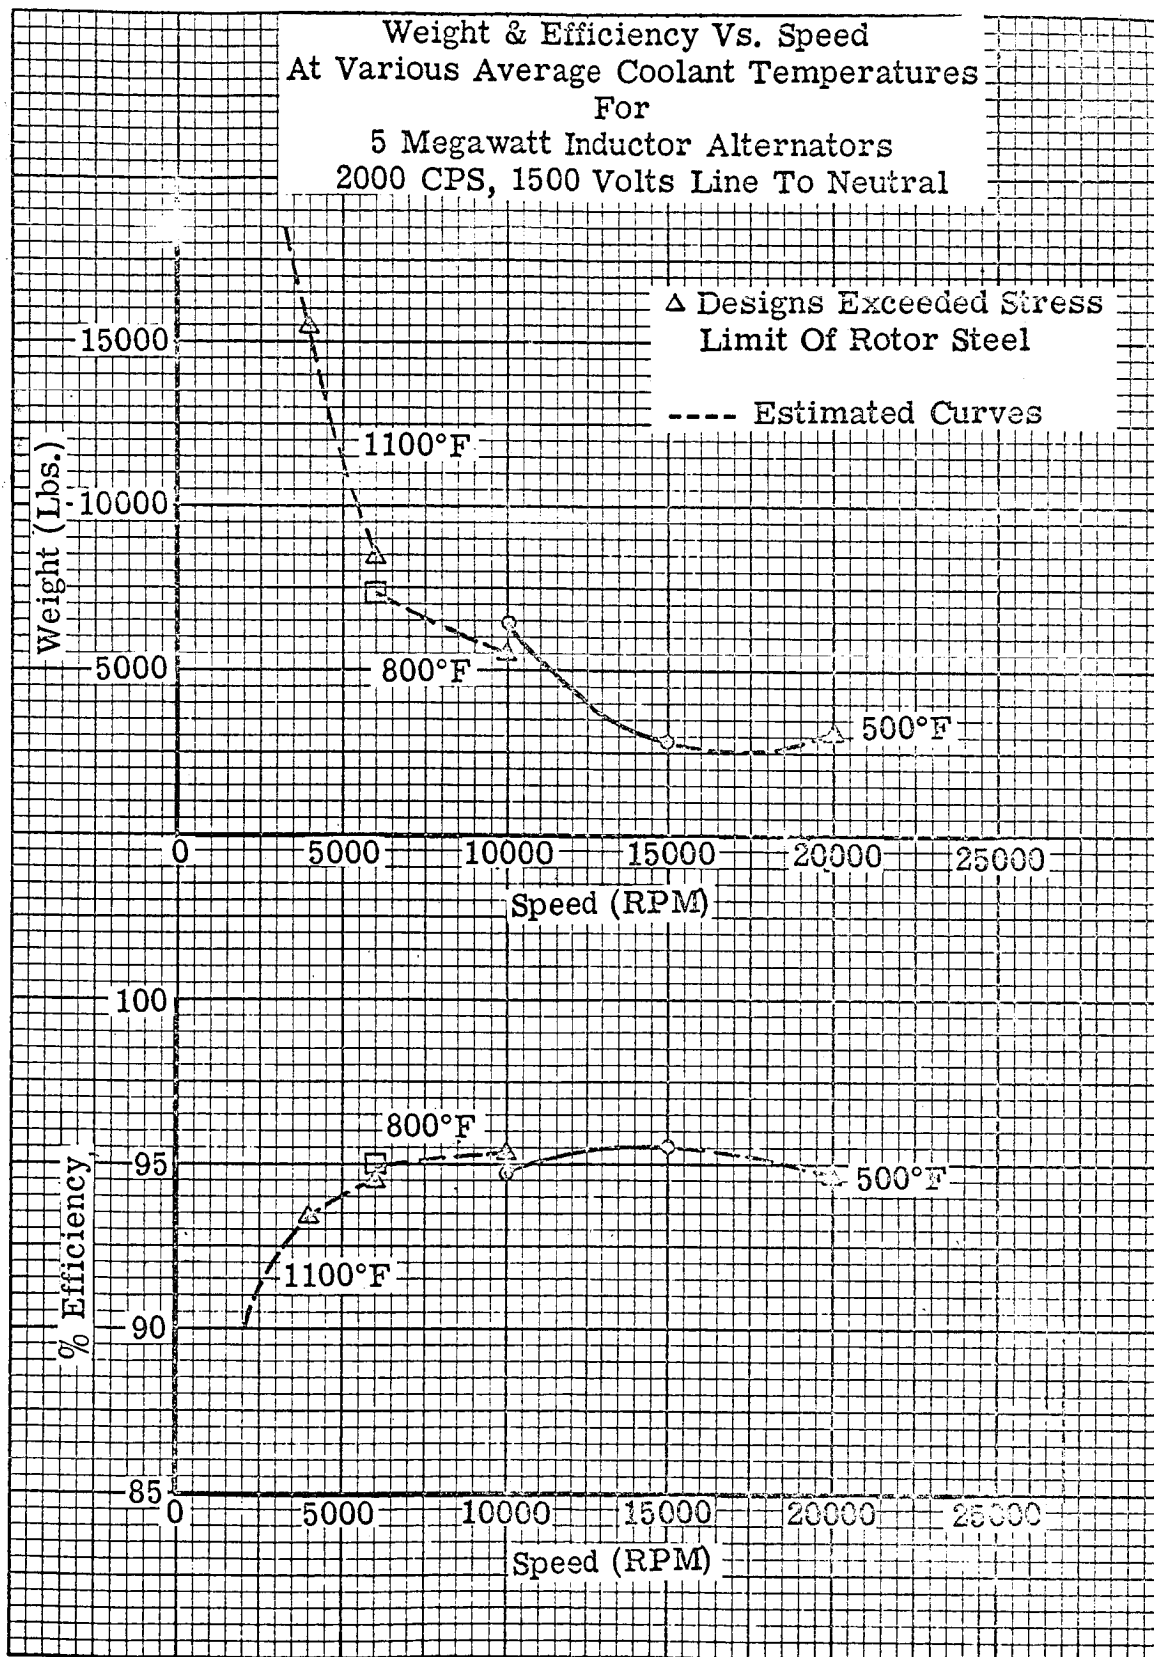 Weight & Efficiency Vs. Speed
At Various Average Coolant Temperatures
For
5 Megawatt Inductor Alternators
2000 CPS, 1500 Volts Line To Neutral
△ Designs Exceeded Stress
Limit Of Rotor Steel
---- Estimated Curves
Weight (Lbs.)
15000
10000
5000
1100°F
800°F
500°F
0 5000 10000 15000 20000 25000
Speed (RPM)
% Efficiency
100
95
90
85
800°F
500°F
1100°F
0 5000 10000 15000 20000 25000
Speed (RPM)